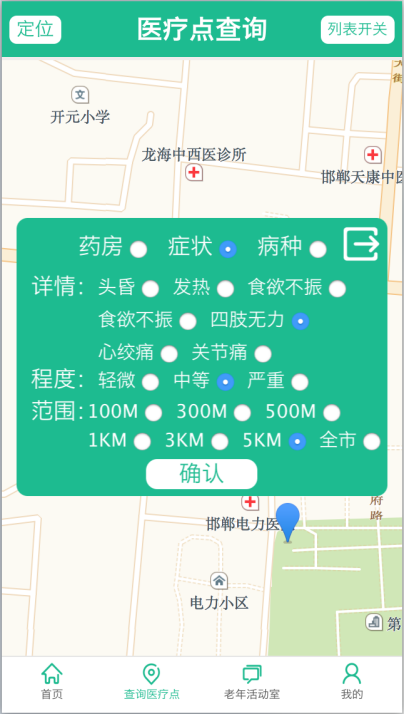 定位 医疗点查询 列表开关
大
街
文
开元小学
龙海中西医诊所
邯郸天康中医
药房 症状 病种
详情: 头昏 发热 食欲不振
食欲不振 四肢无力
心绞痛 关节痛
程度: 轻微 中等 严重
范围: 100M 300M 500M
1KM 3KM 5KM 全市
确认
府
路
邯郸电力医
电力小区
第
首页 查询医疗点 老年活动室 我的